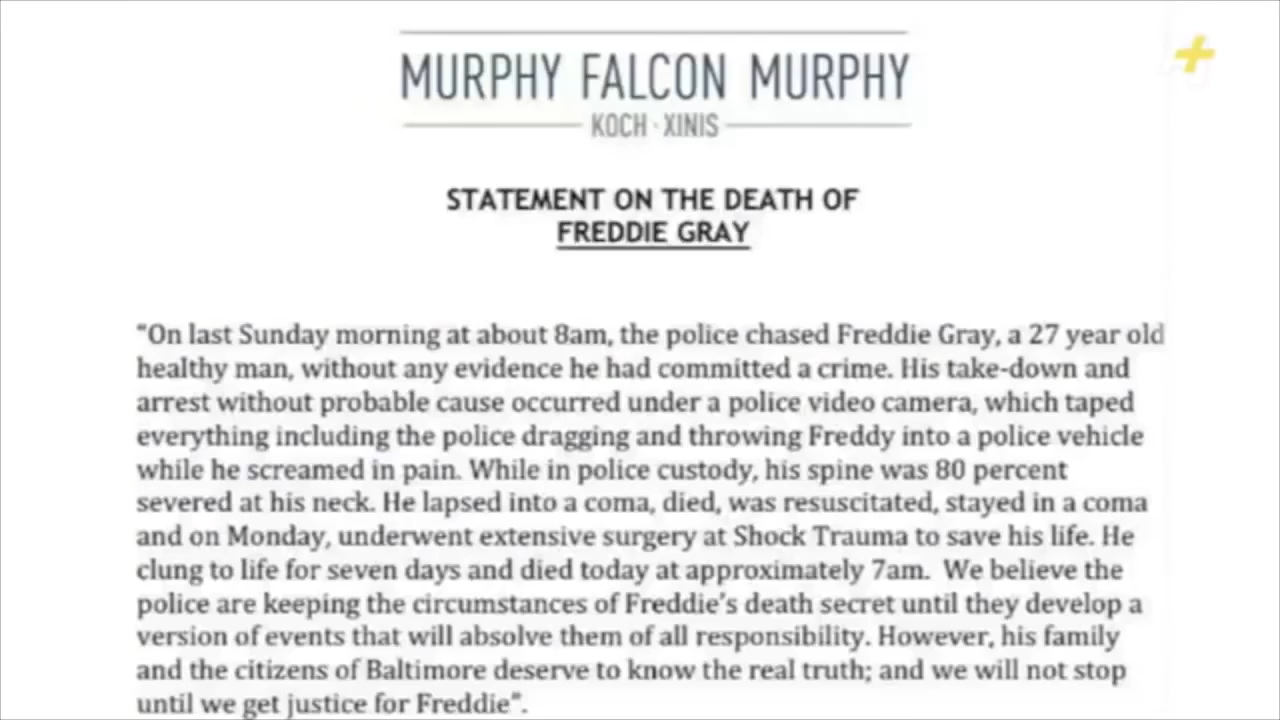 MURPHY FALCON MURPHY
KOCH · XINIS
STATEMENT ON THE DEATH OF
FREDDIE GRAY
“On last Sunday morning at about 8am, the police chased Freddie Gray, a 27 year old
healthy man, without any evidence he had committed a crime. His take-down and
arrest without probable cause occurred under a police video camera, which taped
everything including the police dragging and throwing Freddy into a police vehicle
while he screamed in pain. While in police custody, his spine was 80 percent
severed at his neck. He lapsed into a coma, died, was resuscitated, stayed in a coma
and on Monday, underwent extensive surgery at Shock Trauma to save his life. He
clung to life for seven days and died today at approximately 7am.  We believe the
police are keeping the circumstances of Freddie’s death secret until they develop a
version of events that will absolve them of all responsibility. However, his family
and the citizens of Baltimore deserve to know the real truth; and we will not stop
until we get justice for Freddie”.